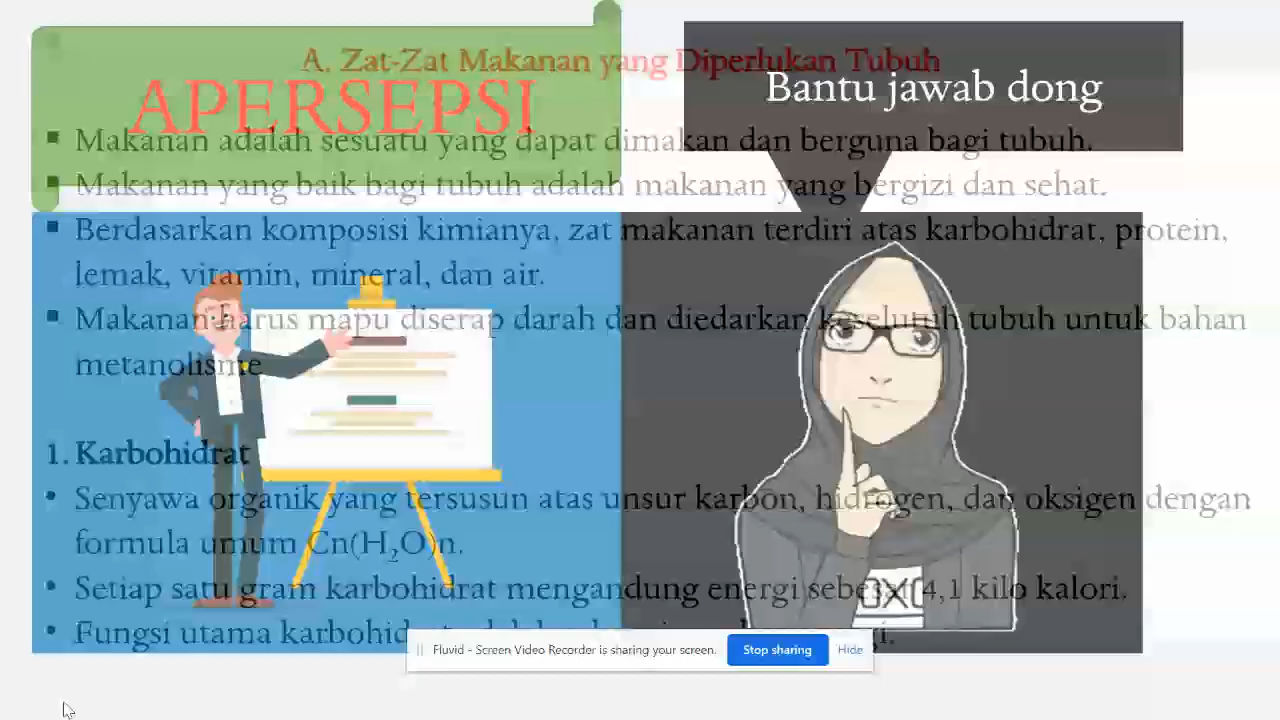 A. Zat-Zat Makanan yang Diperlukan Tubuh
APERSEPSI
Bantu jawab dong
Makanan adalah sesuatu yang dapat dimakan dan berguna bagi tubuh.
Makanan yang baik bagi tubuh adalah makanan yang bergizi dan sehat.
Berdasarkan komposisi kimianya, zat makanan terdiri atas karbohidrat, protein,
lemak, vitamin, mineral, dan air.
Makanan harus mapu diserap darah dan diedarkan ke seluruh tubuh untuk bahan
metanolisme
1. Karbohidrat
Senyawa organik yang tersusun atas unsur karbon, hidrogen, dan oksigen dengan
formula umum Cn(H₂O)n.
Setiap satu gram karbohidrat mengandung energi sebesar 4,1 kilo kalori.
Fungsi utama karbohidrat
Fluvid - Screen Video Recorder is sharing your screen.
Stop sharing
Hide